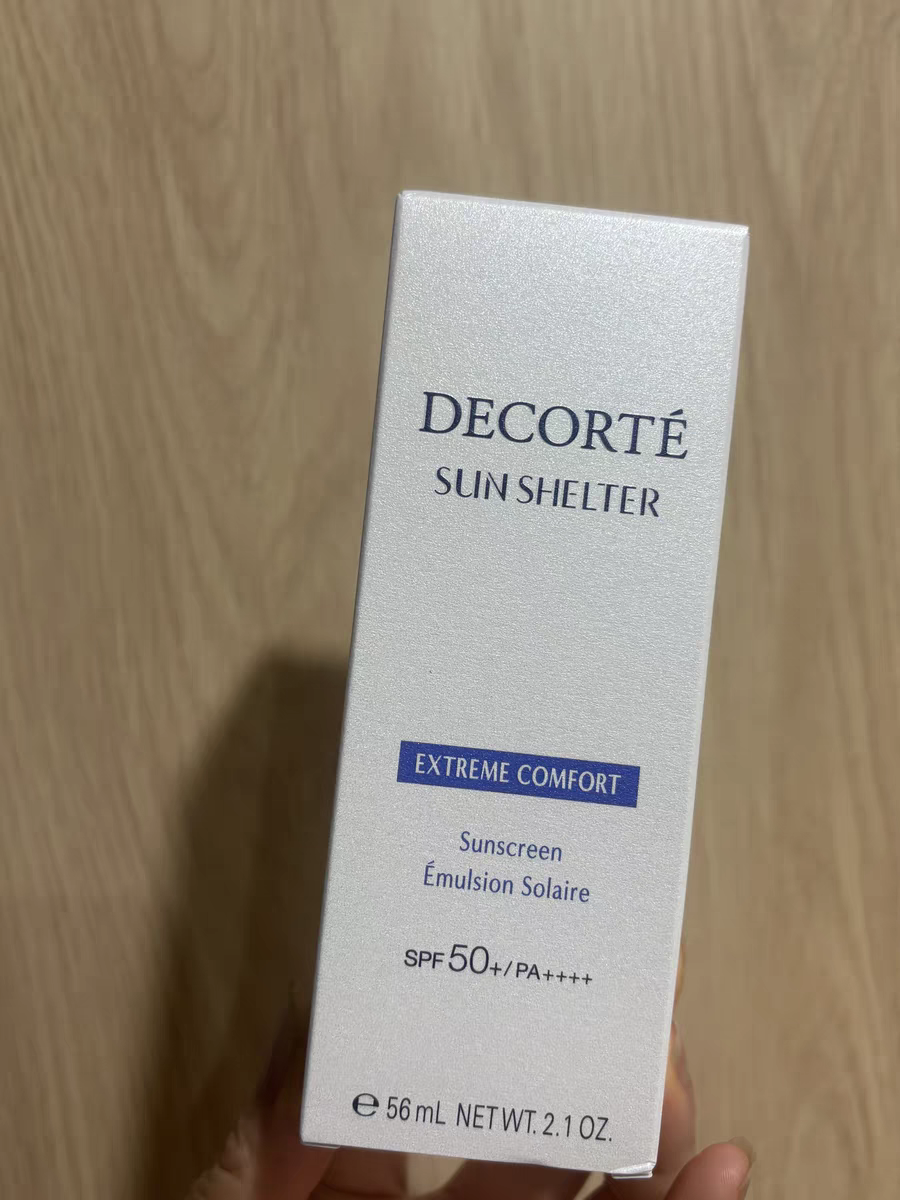 DECORTÉ
SUN SHELTER
EXTREME COMFORT
Sunscreen
Émulsion Solaire
SPF 50+/PA++++
℮ 56 mL NET WT. 2.1 OZ.